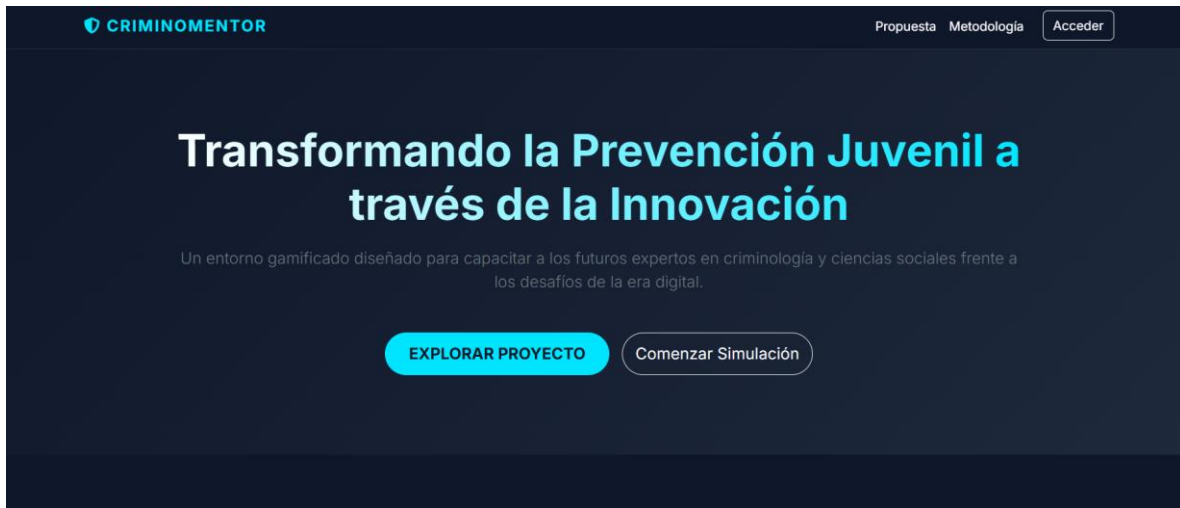 CRIMINOMENTOR
Propuesta Metodología Acceder
Transformando la Prevención Juvenil a
través de la Innovación
Un entorno gamificado diseñado para capacitar a los futuros expertos en criminología y ciencias sociales frente a
los desafíos de la era digital.
EXPLORAR PROYECTO Comenzar Simulación